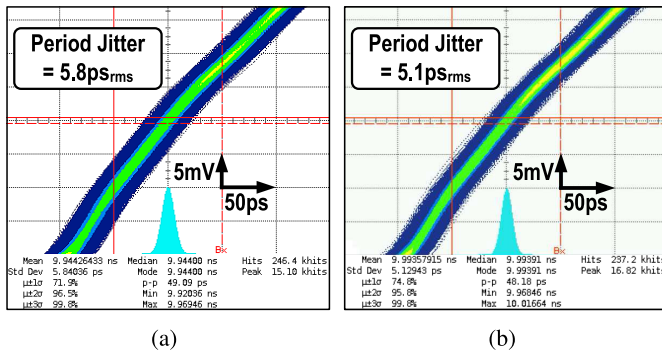 Period Jitter
= 5.8psrms
5mV
50ps
Bx
Mean 9.94426433 ns Median 9.94400 ns Hits 246.4 khits
Std Dev 5.84036 ps Mode 9.94400 ns Peak 15.10 khits
µ±1σ 71.9% p-p 49.09 ps
µ±2σ 96.5% Min 9.92036 ns
µ±3σ 99.8% Max 9.96946 ns
(a)
Period Jitter
= 5.1psrms
5mV
50ps
Bx
Mean 9.99357915 ns Median 9.99391 ns Hits 237.2 khits
Std Dev 5.12943 ps Mode 9.99391 ns Peak 16.82 khits
µ±1σ 74.8% p-p 48.18 ps
µ±2σ 95.8% Min 9.96846 ns
µ±3σ 99.8% Max 10.01664 ns
(b)